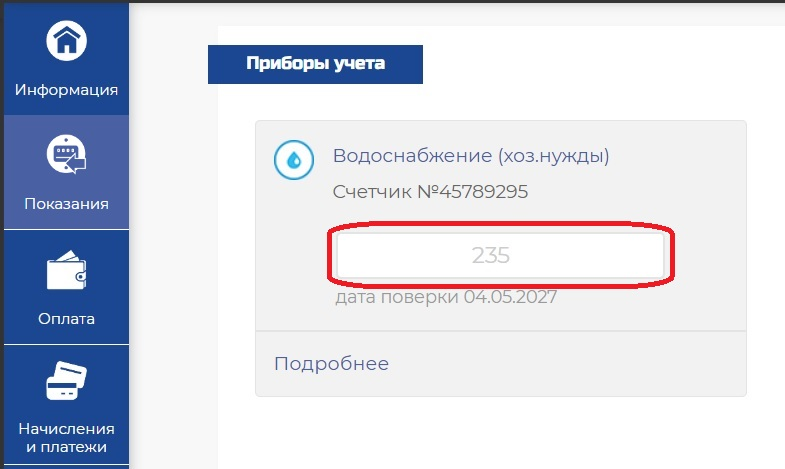 Информация
Показания
Оплата
Начисления
и платежи
Приборы учета
Водоснабжение (хоз.нужды)
Счетчик №45789295
235
дата поверки 04.05.2027
Подробнее